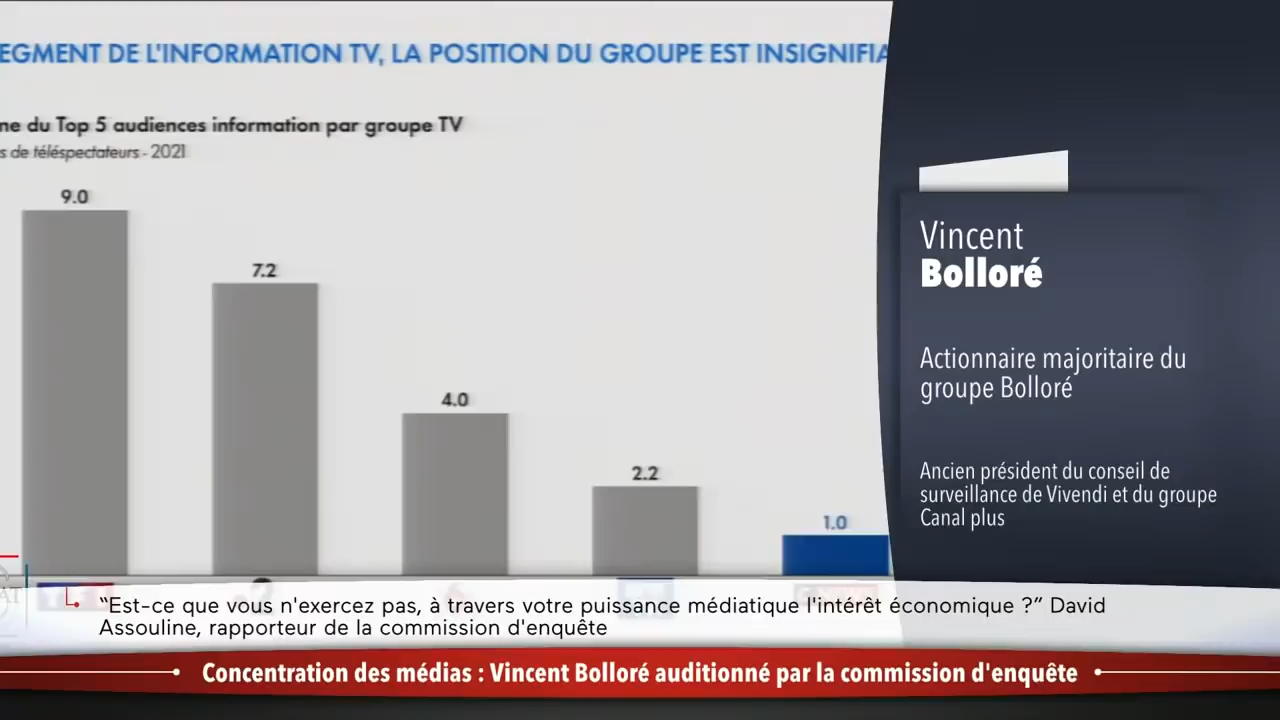 EGMENT DE L'INFORMATION TV, LA POSITION DU GROUPE EST INSIGNIFIA
ne du Top 5 audiences information par groupe TV
s de téléspectateurs - 2021
9.0
7.2
4.0
2.2
1.0
Vincent
Bolloré
Actionnaire majoritaire du
groupe Bolloré
Ancien président du conseil de
surveillance de Vivendi et du groupe
Canal plus
“Est-ce que vous n'exercez pas, à travers votre puissance médiatique l'intérêt économique ?” David
Assouline, rapporteur de la commission d'enquête
Concentration des médias : Vincent Bolloré auditionné par la commission d'enquête